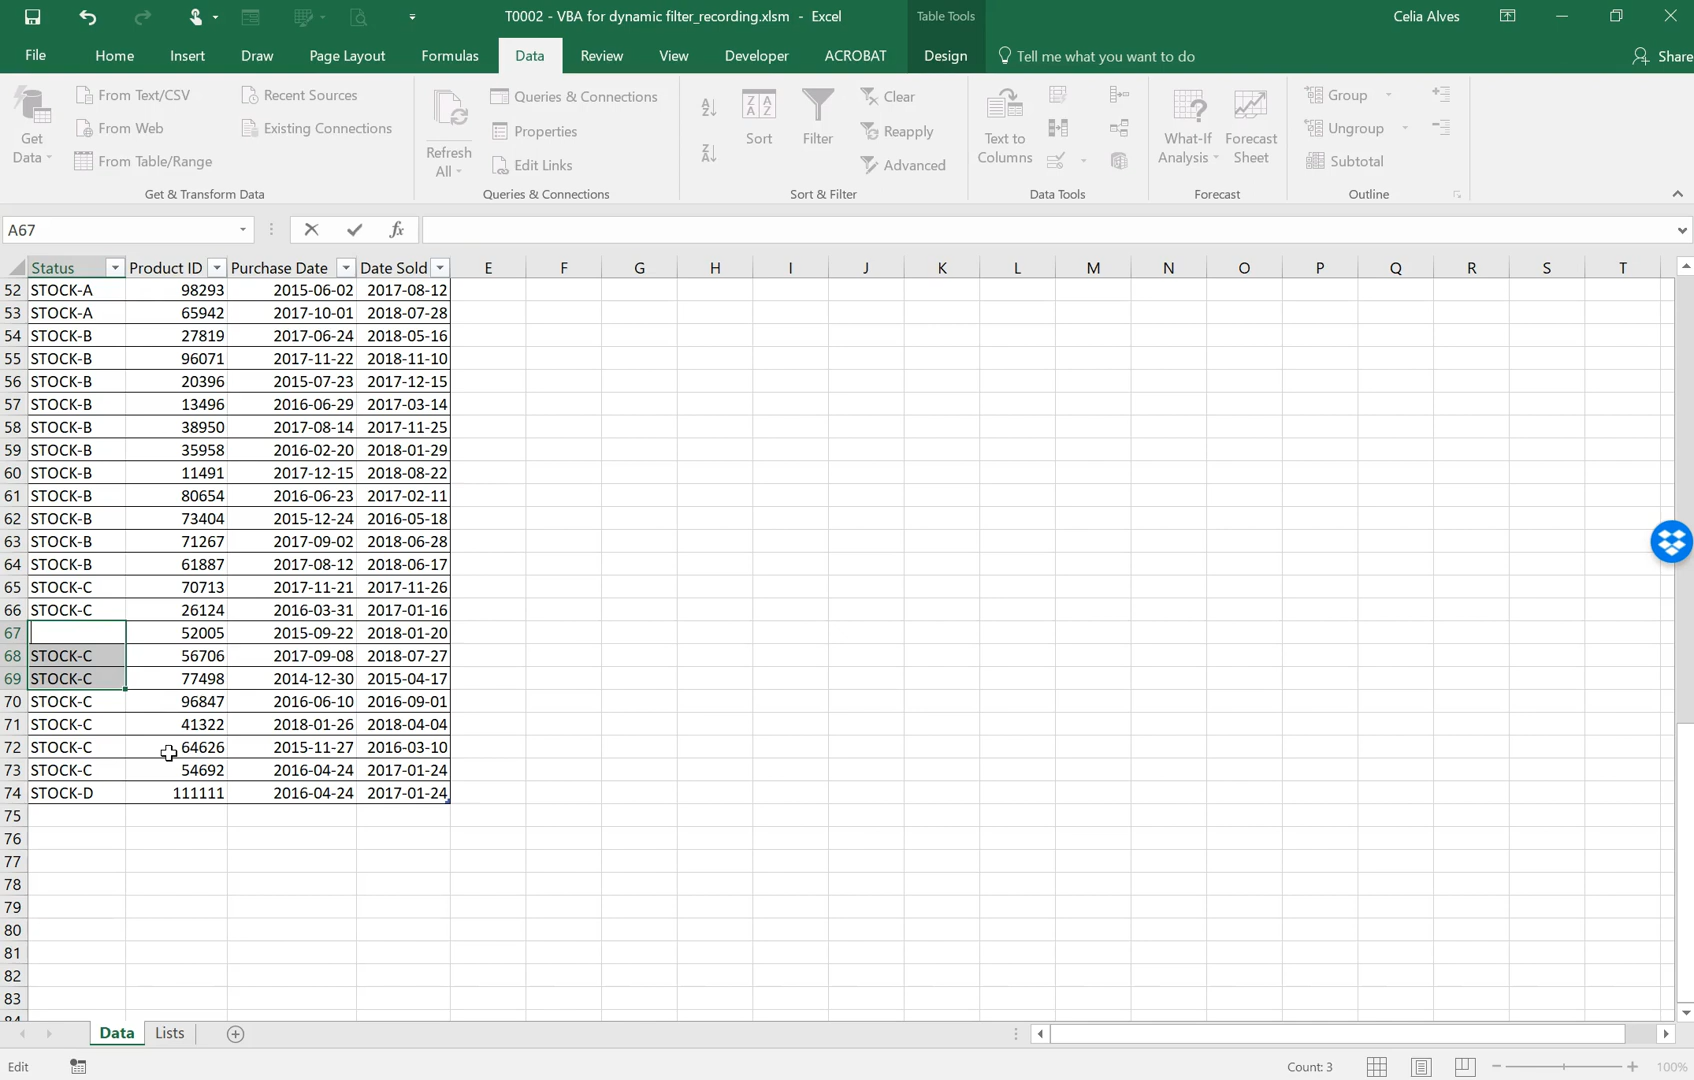 T0002 - VBA for dynamic filter_recording.xlsm - Excel
Table Tools
Celia Alves
File Home Insert Draw Page Layout Formulas Data Review View Developer ACROBAT Design Tell me what you want to do Share
Get Data
From Text/CSV
From Web
From Table/Range
Recent Sources
Existing Connections
Get & Transform Data
Refresh All
Queries & Connections
Properties
Edit Links
Queries & Connections
A Z
Z A
Z A A Z
Sort
Filter
Clear
Reapply
Advanced
Sort & Filter
Text to Columns
Data Tools
What-If Analysis
Forecast Sheet
Forecast
Group
Ungroup
Subtotal
Outline
A67 fx
Status Product ID Purchase Date Date Sold E F G H I J K L M N O P Q R S T
52 STOCK-A 98293 2015-06-02 2017-08-12
53 STOCK-A 65942 2017-10-01 2018-07-28
54 STOCK-B 27819 2017-06-24 2018-05-16
55 STOCK-B 96071 2017-11-22 2018-11-10
56 STOCK-B 20396 2015-07-23 2017-12-15
57 STOCK-B 13496 2016-06-29 2017-03-14
58 STOCK-B 38950 2017-08-14 2017-11-25
59 STOCK-B 35958 2016-02-20 2018-01-29
60 STOCK-B 11491 2017-12-15 2018-08-22
61 STOCK-B 80654 2016-06-23 2017-02-11
62 STOCK-B 73404 2015-12-24 2016-05-18
63 STOCK-B 71267 2017-09-02 2018-06-28
64 STOCK-B 61887 2017-08-12 2018-06-17
65 STOCK-C 70713 2017-11-21 2017-11-26
66 STOCK-C 26124 2016-03-31 2017-01-16
67 52005 2015-09-22 2018-01-20
68 STOCK-C 56706 2017-09-08 2018-07-27
69 STOCK-C 77498 2014-12-30 2015-04-17
70 STOCK-C 96847 2016-06-10 2016-09-01
71 STOCK-C 41322 2018-01-26 2018-04-04
72 STOCK-C 64626 2015-11-27 2016-03-10
73 STOCK-C 54692 2016-04-24 2017-01-24
74 STOCK-D 111111 2016-04-24 2017-01-24
75
76
77
78
79
80
81
82
83
84
Data Lists
Edit Count: 3 100%